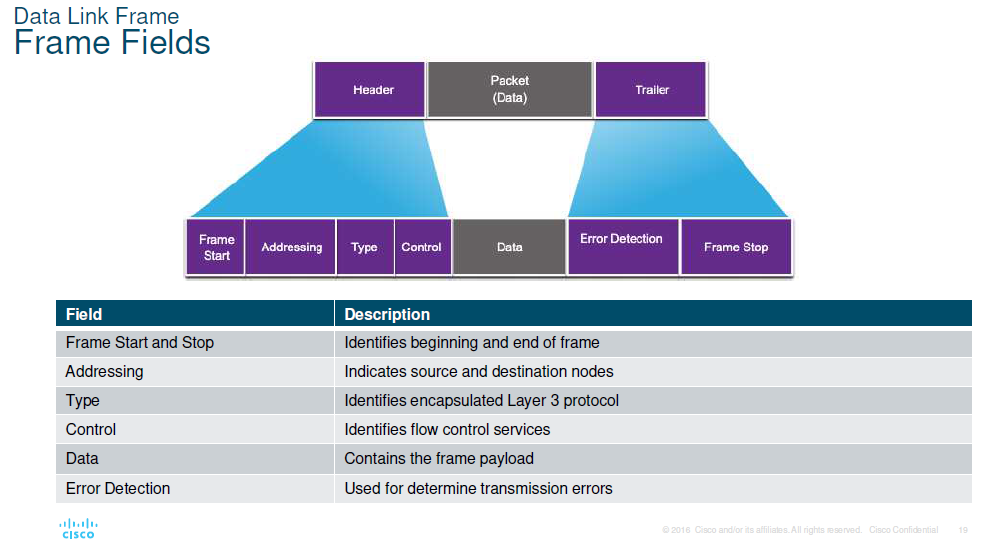 Data Link Frame
Frame Fields
Header
Packet
(Data)
Trailer
Frame
Start
Addressing
Type
Control
Data
Error Detection
Frame Stop
Field Description
Frame Start and Stop Identifies beginning and end of frame
Addressing Indicates source and destination nodes
Type Identifies encapsulated Layer 3 protocol
Control Identifies flow control services
Data Contains the frame payload
Error Detection Used for determine transmission errors
CISCO
© 2016 Cisco and/or its affiliates. All rights reserved. Cisco Confidential 19